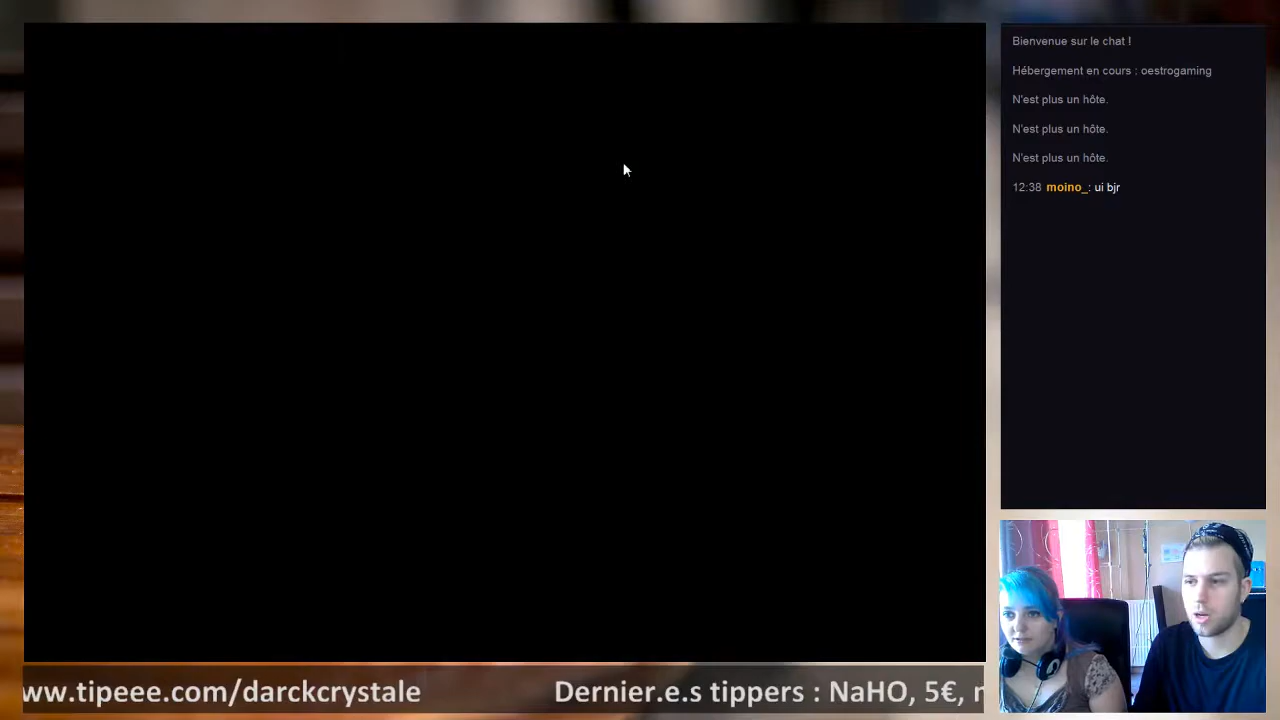 Bienvenue sur le chat !
Hébergement en cours : oestrogaming
N'est plus un hôte.
N'est plus un hôte.
N'est plus un hôte.
12:38 moino_: ui bjr
ww.tipeee.com/darckcrystale Dernier.e.s tippers : NaHO, 5€,